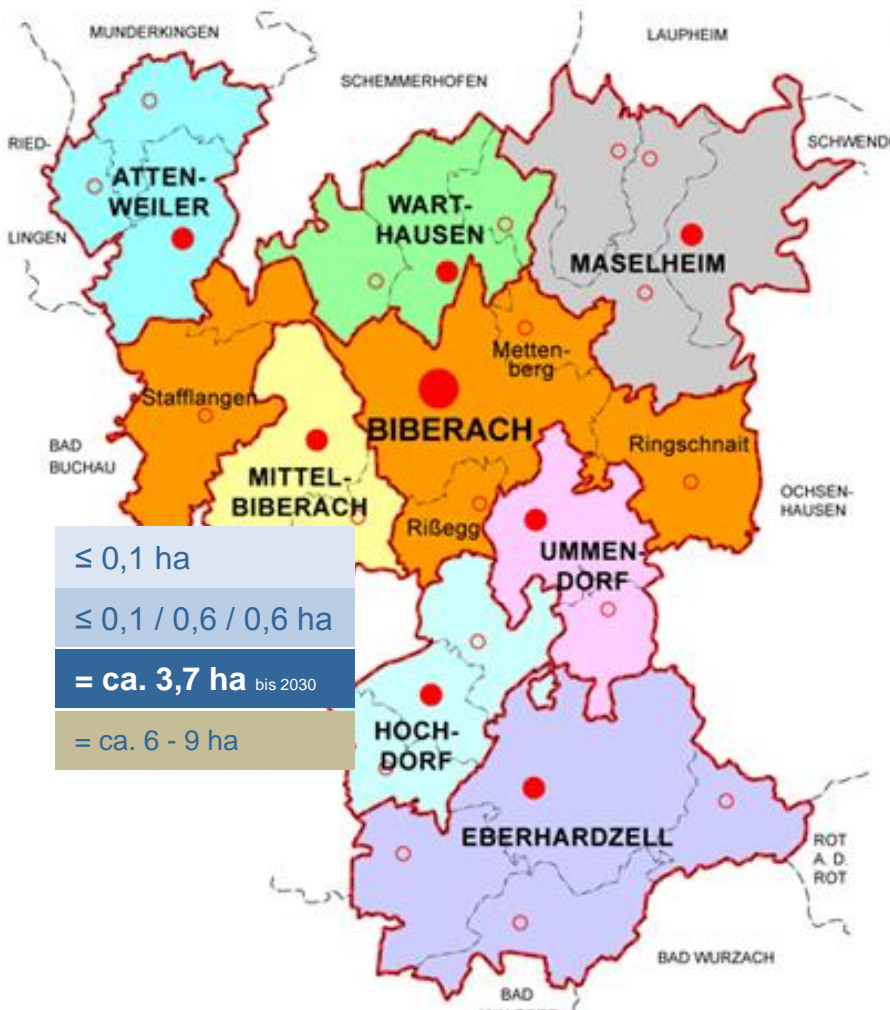 MUNDERKINGEN
LAUPHEIM
SCHEMMERHOFEN
RIED-
LINGEN
SCHWENDI
ATTEN-
WEILER
WART-
HAUSEN
MASELHEIM
Metten-
berg
Stafflangen
BIBERACH
Ringschnait
BAD
BUCHAU
MITTEL-
BIBERACH
OCHSEN-
HAUSEN
Rißegg
UMMEN-
DORF
≤ 0,1 ha
≤ 0,1 / 0,6 / 0,6 ha
= ca. 3,7 ha bis 2030
= ca. 6 - 9 ha
HOCH-
DORF
EBERHARDZELL
ROT
A. D.
ROT
BAD WURZACH
BAD